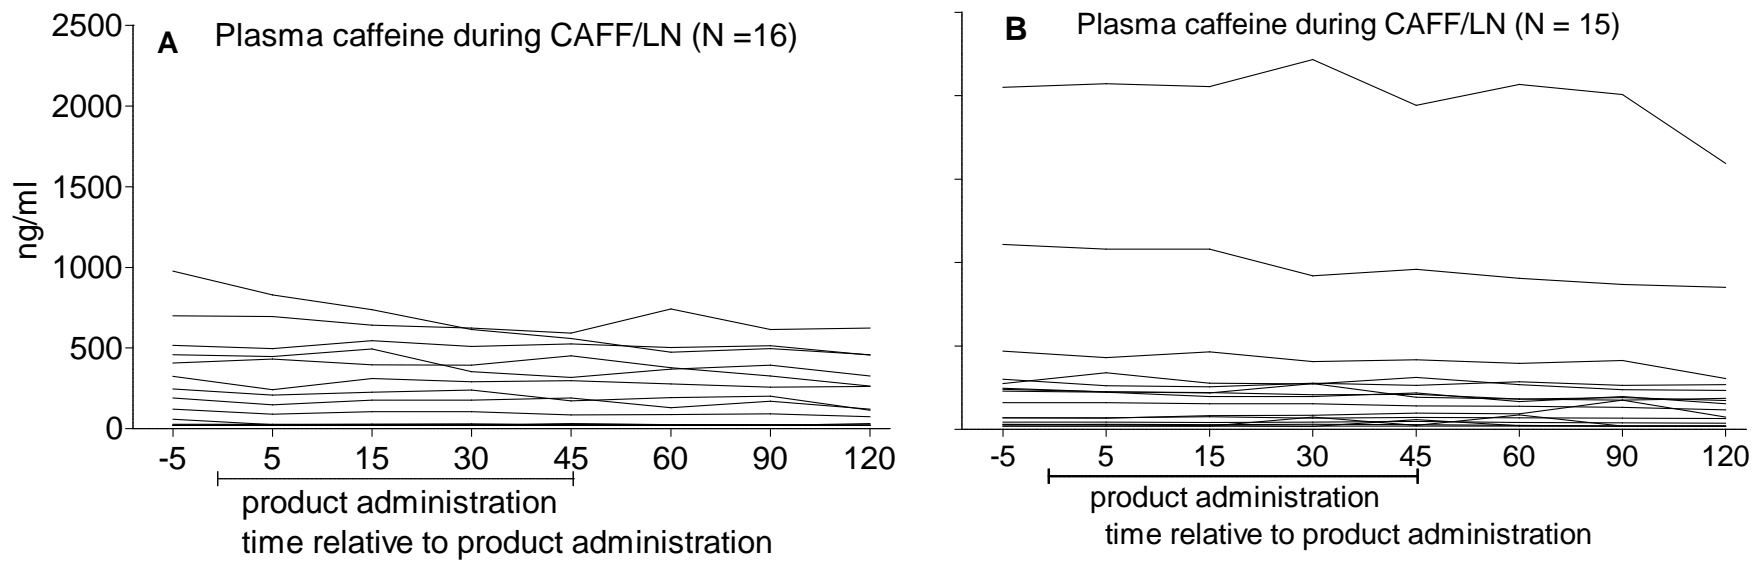 A Plasma caffeine during CAFF/LN (N =16)
2500
2000
1500
1000
500
0
ng/ml
-5 5 15 30 45 60 90 120
product administration
time relative to product administration
B Plasma caffeine during CAFF/LN (N = 15)
-5 5 15 30 45 60 90 120
product administration
time relative to product administration